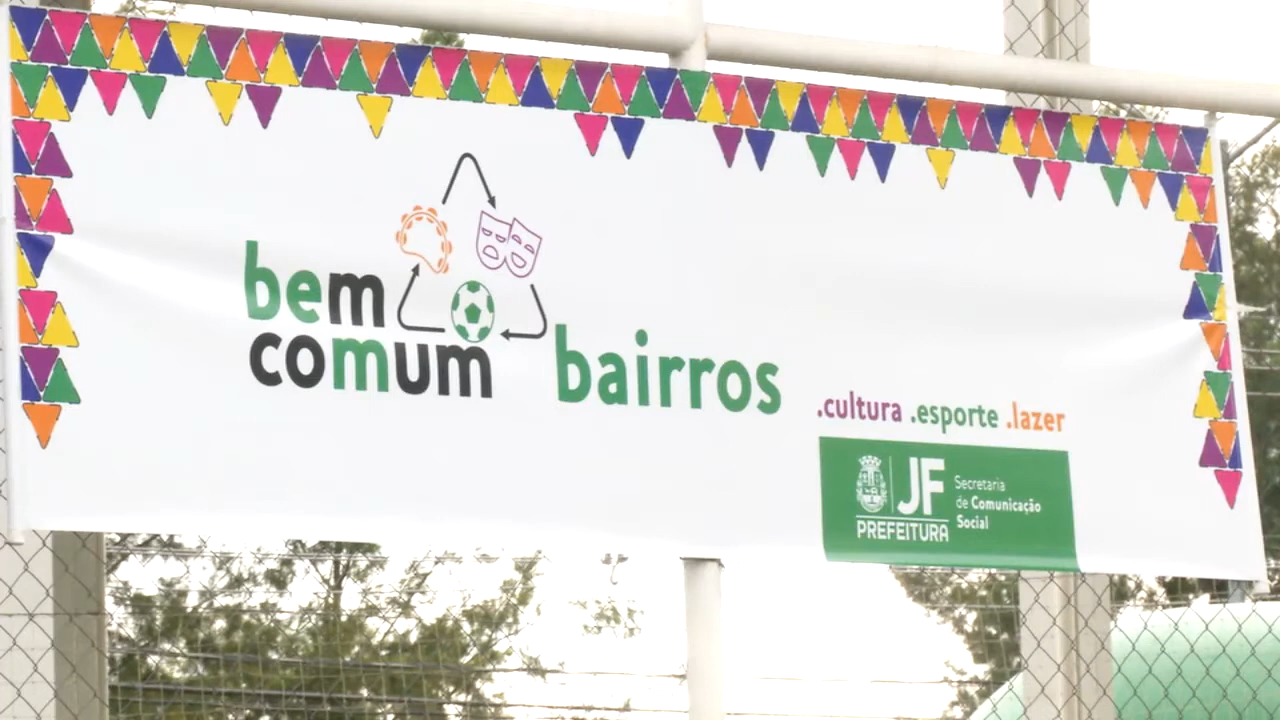 bem
comum
bairros
.cultura .esporte .lazer
JF
PREFEITURA
Secretaria
de Comunicação
Social